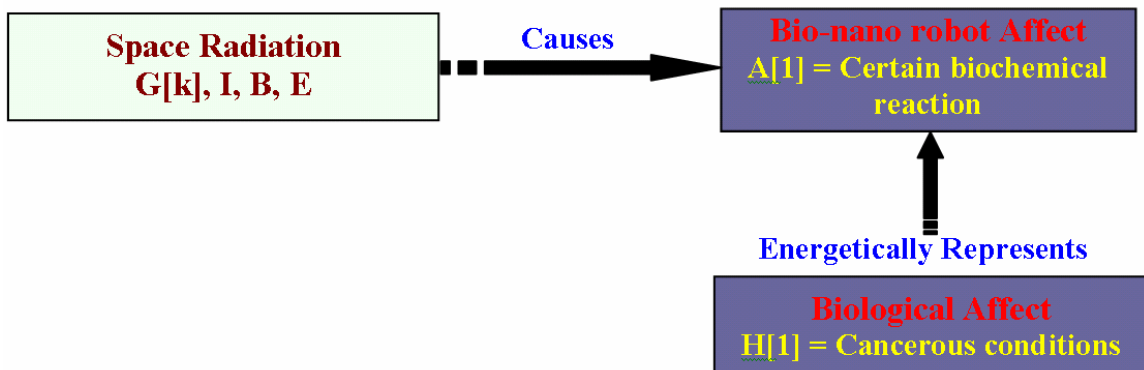 Space Radiation
G[k], I, B, E
Causes
Bio-nano robot Affect
A[1] = Certain biochemical
reaction
Energetically Represents
Biological Affect
H[1] = Cancerous conditions